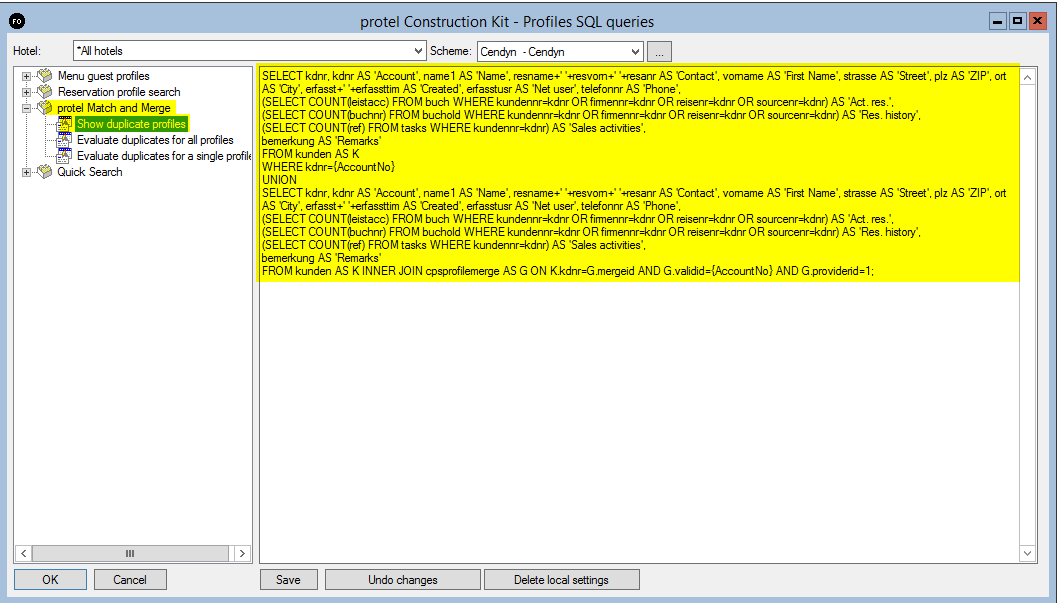 FO
protel Construction Kit - Profiles SQL queries
Hotel:
*All hotels
Scheme:
Cendyn - Cendyn
...
Menu guest profiles
Reservation profile search
protel Match and Merge
Show duplicate profiles
Evaluate duplicates for all profiles
Evaluate duplicates for a single profile
Quick Search
SELECT kdnr, kdnr AS 'Account', name1 AS 'Name', resname+' '+resvorn+' '+resanr AS 'Contact', vorname AS 'First Name', strasse AS 'Street', plz AS 'ZIP', ort
AS 'City', erfasst+' '+erfassttim AS 'Created', erfasstusr AS 'Net user', telefonnr AS 'Phone',
(SELECT COUNT(leistacc) FROM buch WHERE kundennr=kdnr OR firmennr=kdnr OR reisenr=kdnr OR sourcenr=kdnr) AS 'Act. res.',
(SELECT COUNT(buchnr) FROM buchold WHERE kundennr=kdnr OR firmennr=kdnr OR reisenr=kdnr OR sourcenr=kdnr) AS 'Res. history',
(SELECT COUNT(ref) FROM tasks WHERE kundennr=kdnr) AS 'Sales activities',
bemerkung AS 'Remarks'
FROM kunden AS K
WHERE kdnr={AccountNo}
UNION
SELECT kdnr, kdnr AS 'Account', name1 AS 'Name', resname+' '+resvorn+' '+resanr AS 'Contact', vorname AS 'First Name', strasse AS 'Street', plz AS 'ZIP', ort
AS 'City', erfasst+' '+erfassttim AS 'Created', erfasstusr AS 'Net user', telefonnr AS 'Phone',
(SELECT COUNT(leistacc) FROM buch WHERE kundennr=kdnr OR firmennr=kdnr OR reisenr=kdnr OR sourcenr=kdnr) AS 'Act. res.',
(SELECT COUNT(buchnr) FROM buchold WHERE kundennr=kdnr OR firmennr=kdnr OR reisenr=kdnr OR sourcenr=kdnr) AS 'Res. history',
(SELECT COUNT(ref) FROM tasks WHERE kundennr=kdnr) AS 'Sales activities',
bemerkung AS 'Remarks'
FROM kunden AS K INNER JOIN cpsprofilemerge AS G ON K.kdnr=G.mergeid AND G.validid={AccountNo} AND G.providerid=1;
OK
Cancel
Save
Undo changes
Delete local settings